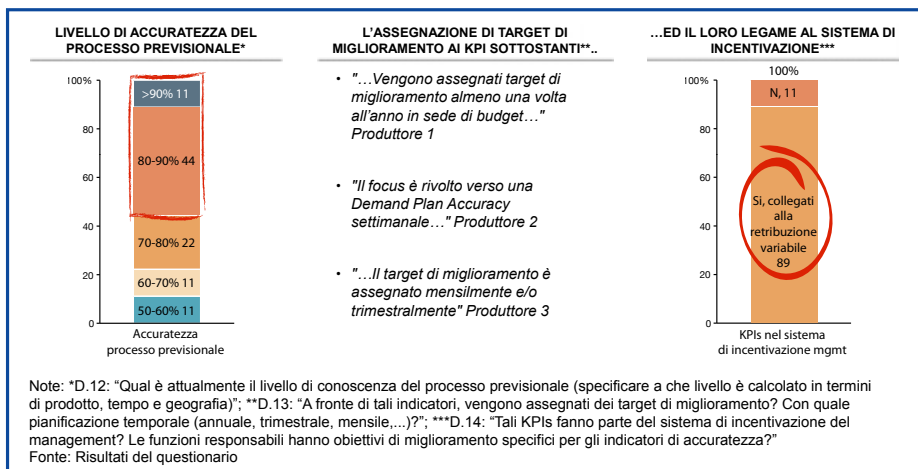 LIVELLO DI ACCURATEZZA DEL
PROCESSO PREVISIONALE*
100%
80
60
40
20
0
>90% 11
80-90% 44
70-80% 22
60-70% 11
50-60% 11
Accuratezza
processo previsionale
L'ASSEGNAZIONE DI TARGET DI
MIGLIORAMENTO AI KPI SOTTOSTANTI**..
• "…Vengono assegnati target di
miglioramento almeno una volta
all'anno in sede di budget…"
Produttore 1
• "Il focus è rivolto verso una
Demand Plan Accuracy
settimanale…" Produttore 2
• "…Il target di miglioramento è
assegnato mensilmente e/o
trimestralmente" Produttore 3
…ED IL LORO LEGAME AL SISTEMA DI
INCENTIVAZIONE***
100%
100%
80
60
40
20
0
N, 11
Si, collegati
alla
retribuzione
variabile
89
KPIs nel sistema
di incentivazione mgmt
Note: *D.12: “Qual è attualmente il livello di conoscenza del processo previsionale (specificare a che livello è calcolato in termini
di prodotto, tempo e geografia)”; **D.13: “A fronte di tali indicatori, vengono assegnati dei target di miglioramento? Con quale
pianificazione temporale (annuale, trimestrale, mensile,...)?”; ***D.14: “Tali KPIs fanno parte del sistema di incentivazione del
management? Le funzioni responsabili hanno obiettivi di miglioramento specifici per gli indicatori di accuratezza?”
Fonte: Risultati del questionario